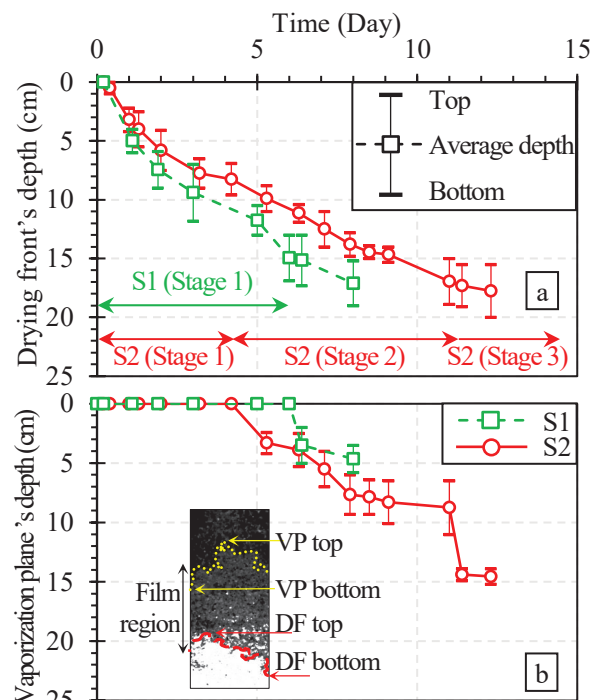 Time (Day)
0 5 10 15
Drying front's depth (cm)
0
5
10
15
20
25
Top
Average depth
Bottom
S1 (Stage 1)
a
S2 (Stage 1) S2 (Stage 2) S2 (Stage 3)
Vaporization plane's depth (cm)
0
5
10
15
20
25
S1
S2
VP top
VP bottom
Film
region
DF top
DF bottom
b